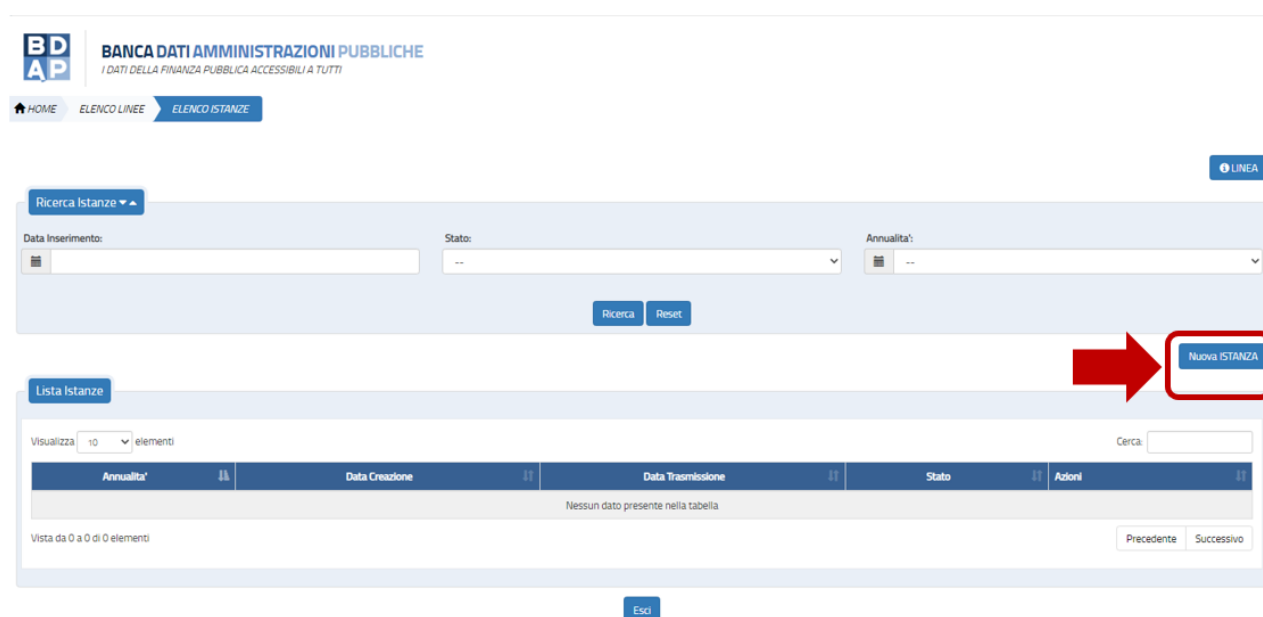 BD
AP
BANCA DATI AMMINISTRAZIONI PUBBLICHE
I DATI DELLA FINANZA PUBBLICA ACCESSIBILI A TUTTI
HOME ELENCO LINEE ELENCO ISTANZE
LINEA
Ricerca Istanze
Data Inserimento: Stato: Annualita':
-- --
Ricerca Reset
Nuova ISTANZA
Lista Istanze
Visualizza 10 elementi Cerca:
Annualita' Data Creazione Data Trasmissione Stato Azioni
Nessun dato presente nella tabella
Vista da 0 a 0 di 0 elementi Precedente Successivo
Esci